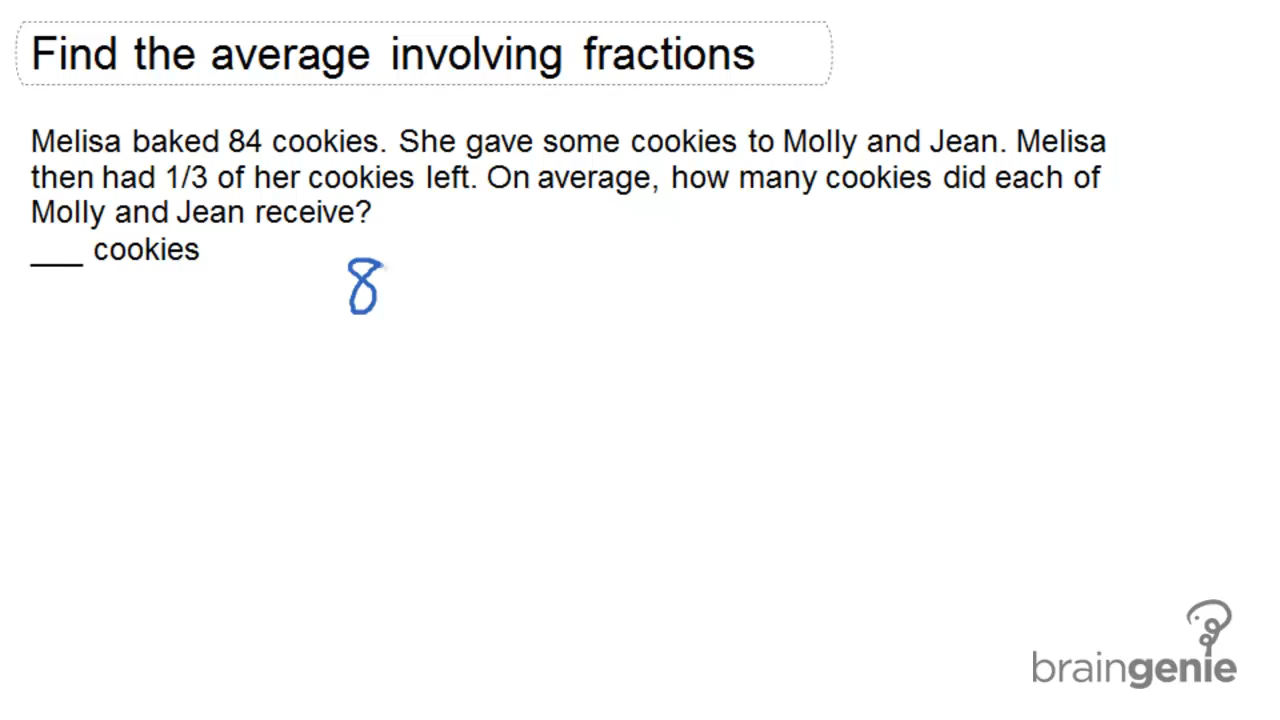 Find the average involving fractions
Melisa baked 84 cookies. She gave some cookies to Molly and Jean. Melisa
then had 1/3 of her cookies left. On average, how many cookies did each of
Molly and Jean receive?
___ cookies
8
braingenie